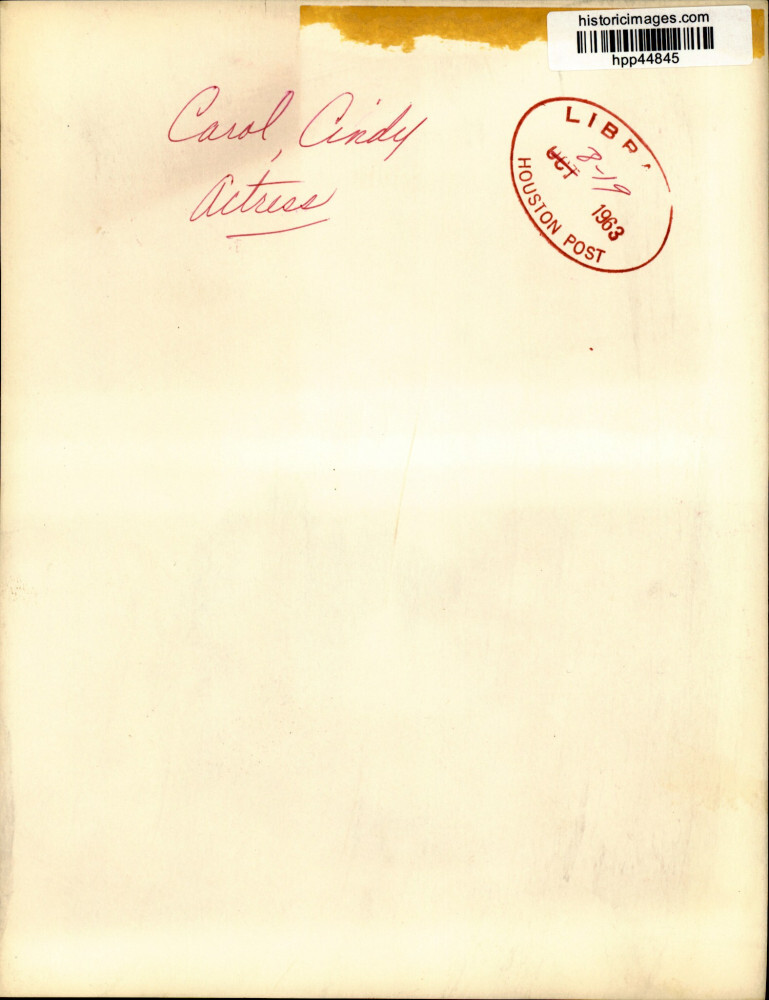 historicimages.com
hpp44845
Carol, Cindy
Actress
LIBR
OCT 8-19
1963
HOUSTON POST